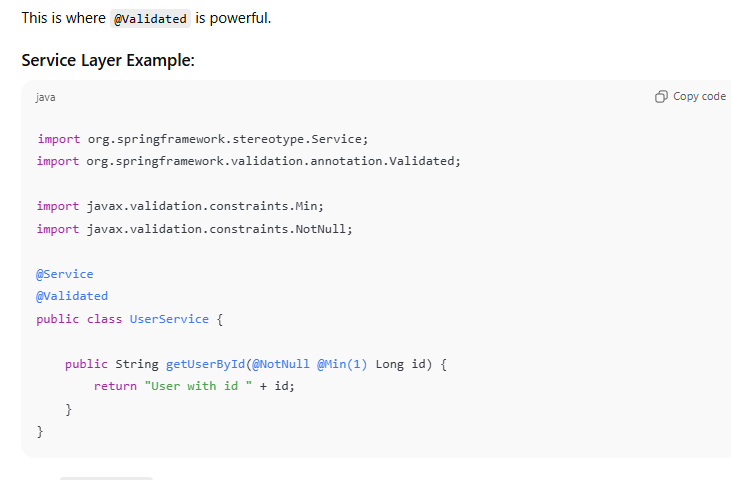 This is where @Validated is powerful.
Service Layer Example:
java
Copy code
import org.springframework.stereotype.Service;
import org.springframework.validation.annotation.Validated;
import javax.validation.constraints.Min;
import javax.validation.constraints.NotNull;
@Service
@Validated
public class UserService {
    public String getUserById(@NotNull @Min(1) Long id) {
        return "User with id " + id;
    }
}